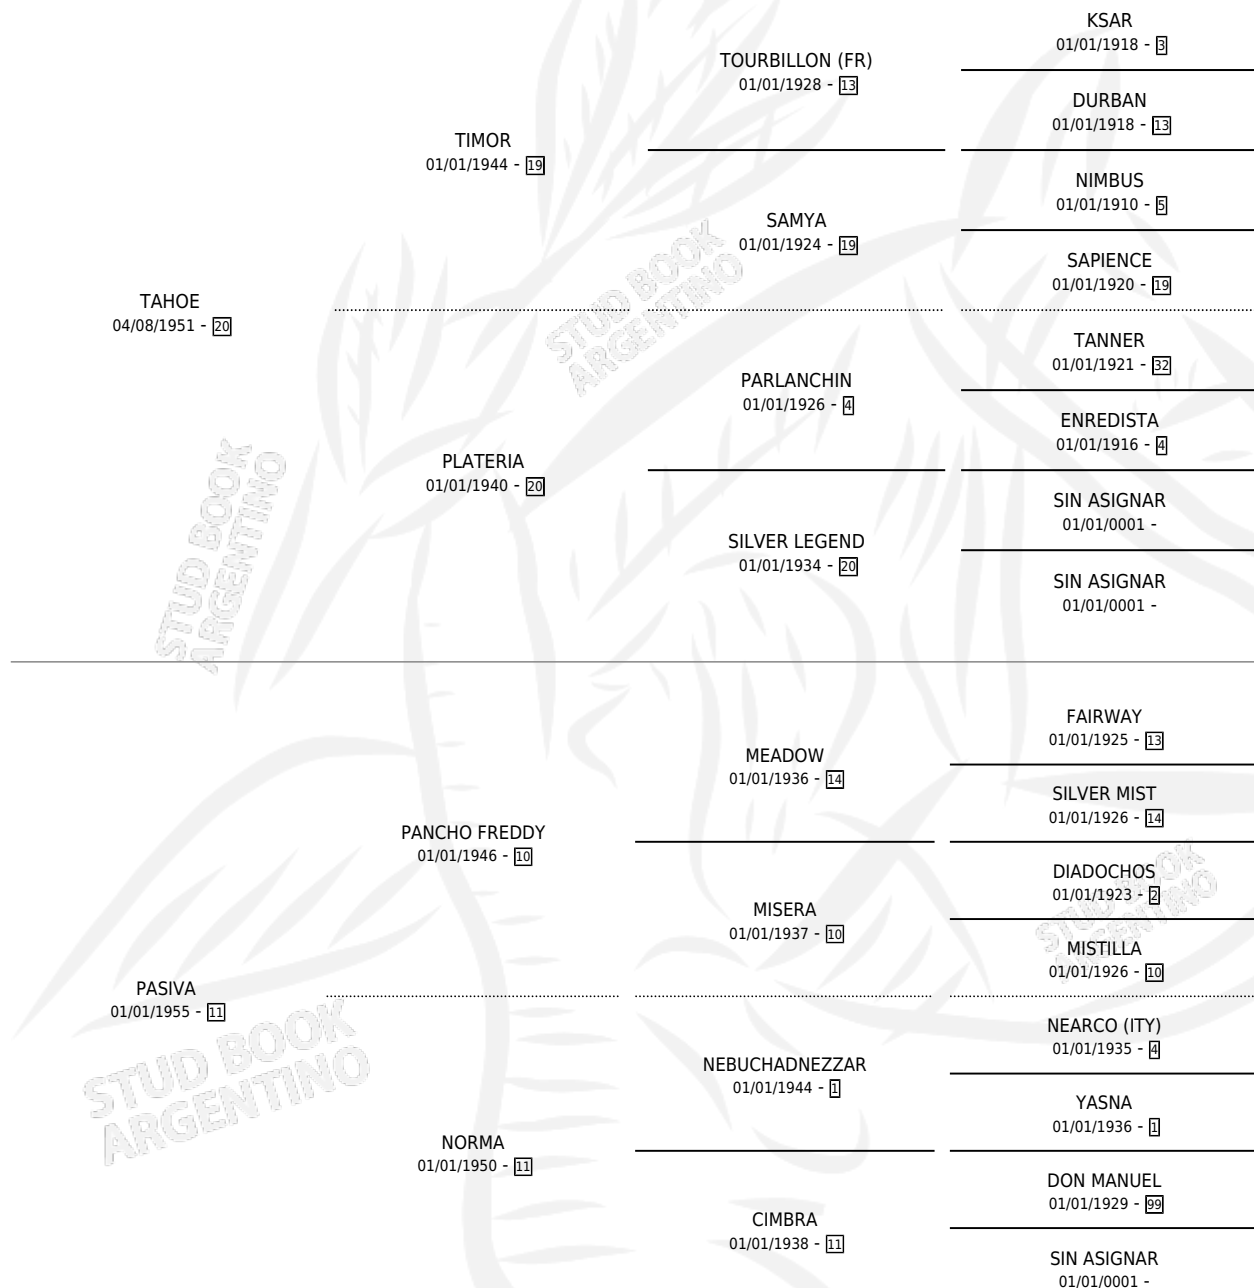 KSAR
01/01/1918 - 3
TOURBILLON (FR)
01/01/1928 - 13
DURBAN
01/01/1918 - 13
TIMOR
01/01/1944 - 19
NIMBUS
01/01/1910 - 5
SAMYA
01/01/1924 - 19
SAPIENCE
01/01/1920 - 19
TAHOE
04/08/1951 - 20
TANNER
01/01/1921 - 32
PARLANCHIN
01/01/1926 - 4
ENREDISTA
01/01/1916 - 4
PLATERIA
01/01/1940 - 20
SIN ASIGNAR
01/01/0001 -
SILVER LEGEND
01/01/1934 - 20
SIN ASIGNAR
01/01/0001 -
FAIRWAY
01/01/1925 - 13
MEADOW
01/01/1936 - 14
SILVER MIST
01/01/1926 - 14
PANCHO FREDDY
01/01/1946 - 10
DIADOCHOS
01/01/1923 - 2
MISERA
01/01/1937 - 10
MISTILLA
01/01/1926 - 10
PASIVA
01/01/1955 - 11
NEARCO (ITY)
01/01/1935 - 4
NEBUCHADNEZZAR
01/01/1944 - 1
YASNA
01/01/1936 - 1
NORMA
01/01/1950 - 11
DON MANUEL
01/01/1929 - 99
CIMBRA
01/01/1938 - 11
SIN ASIGNAR
01/01/0001 -
STUD BOOK
ARGENTINO
STUD BOOK
ARGENTINO
STUD BOOK
ARGENTINO
STUD BOOK
ARGENTINO